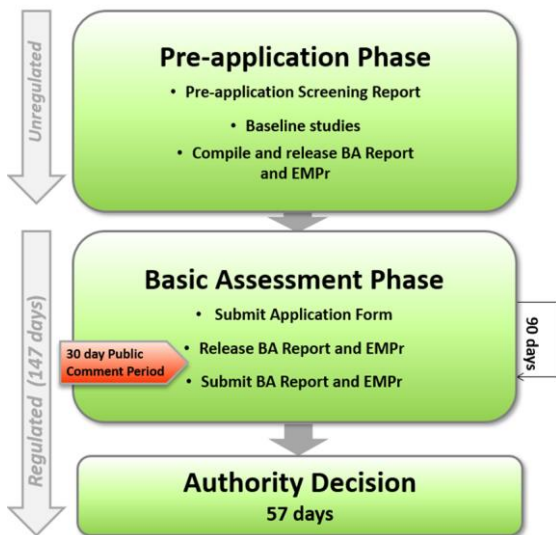 Unregulated
Pre-application Phase
• Pre-application Screening Report
• Baseline studies
• Compile and release BA Report
and EMPr
Regulated (147 days)
Basic Assessment Phase
• Submit Application Form
30 day Public
Comment Period
• Release BA Report and EMPr
• Submit BA Report and EMPr
90 days
Authority Decision
57 days